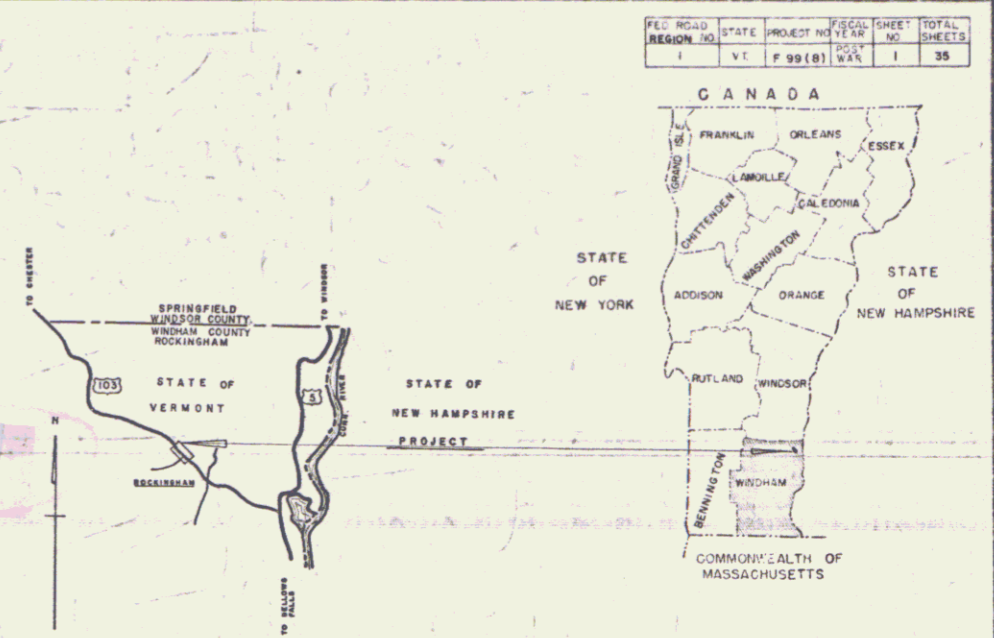 FED ROAD REGION NO. STATE PROJECT NO FISCAL YEAR SHEET NO TOTAL SHEETS
1 VT. F 99(8) POST WAR 1 35
CANADA
GRAND ISLE
FRANKLIN
ORLEANS
ESSEX
LAMOILLE
CHITTENDEN
CALEDONIA
WASHINGTON
STATE
OF
NEW YORK
ADDISON
ORANGE
STATE
OF
NEW HAMPSHIRE
RUTLAND
WINDSOR
BENNINGTON
WINDHAM
COMMONWEALTH OF
MASSACHUSETTS
TO CHESTER
SPRINGFIELD
WINDSOR COUNTY
WINDHAM COUNTY
ROCKINGHAM
TO WINDSOR
103
STATE OF
VERMONT
5
CONN. RIVER
STATE OF
NEW HAMPSHIRE
PROJECT
N
ROCKINGHAM
TO BELLOWS
FALLS